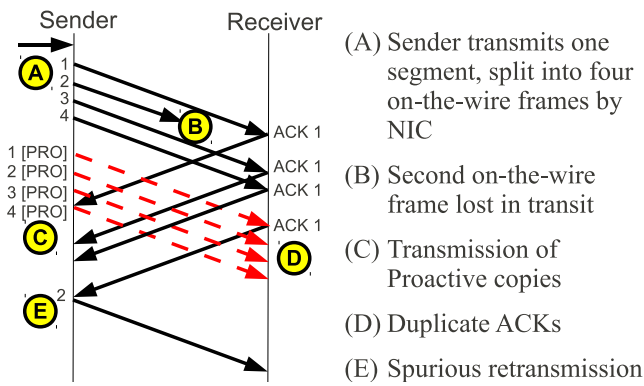 Sender
Receiver
A
1
2
3
4
B
ACK 1
ACK 1
ACK 1
ACK 1
1 [PRO]
2 [PRO]
3 [PRO]
4 [PRO]
C
D
E
2
(A) Sender transmits one
segment, split into four
on-the-wire frames by
NIC
(B) Second on-the-wire
frame lost in transit
(C) Transmission of
Proactive copies
(D) Duplicate ACKs
(E) Spurious retransmission